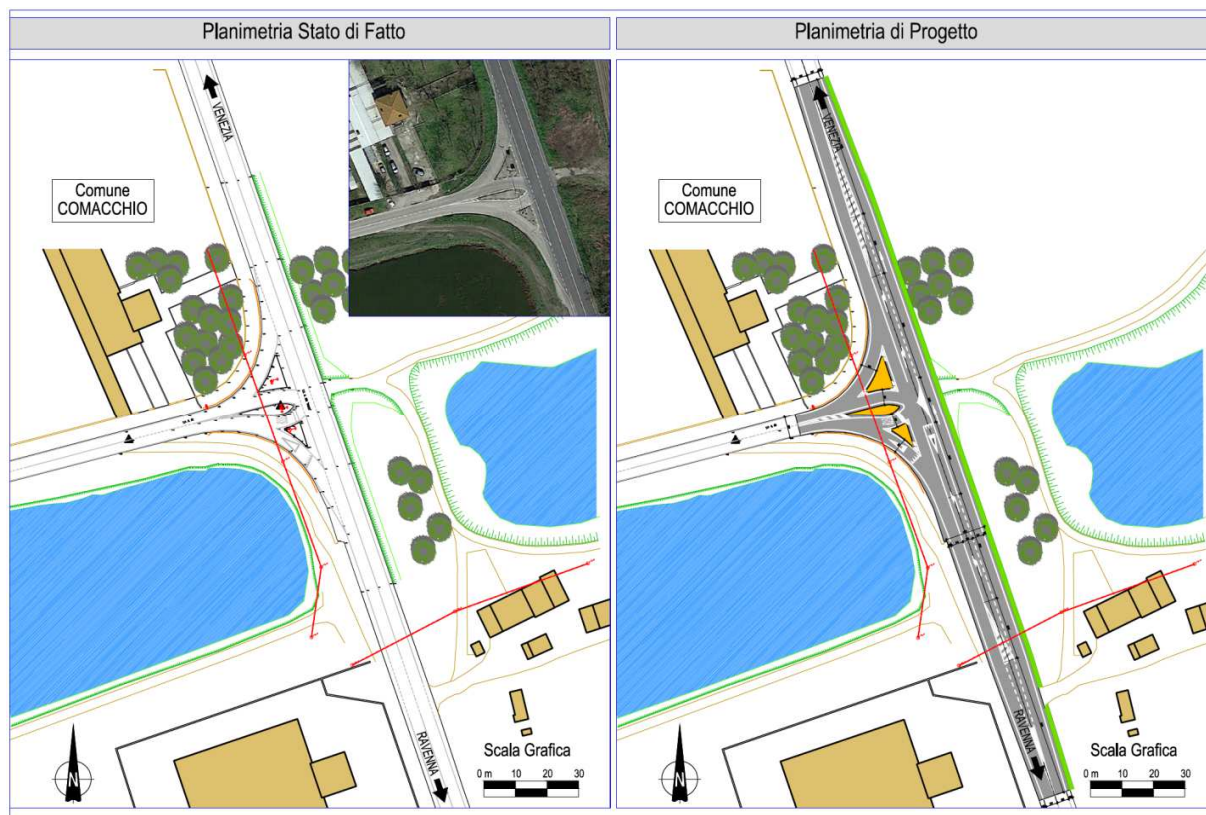 Planimetria Stato di Fatto
Planimetria di Progetto
VENEZIA
Comune
COMACCHIO
RAVENNA
Scala Grafica
0 m 10 20 30
N
VENEZIA
Comune
COMACCHIO
RAVENNA
Scala Grafica
0 m 10 20 30
N